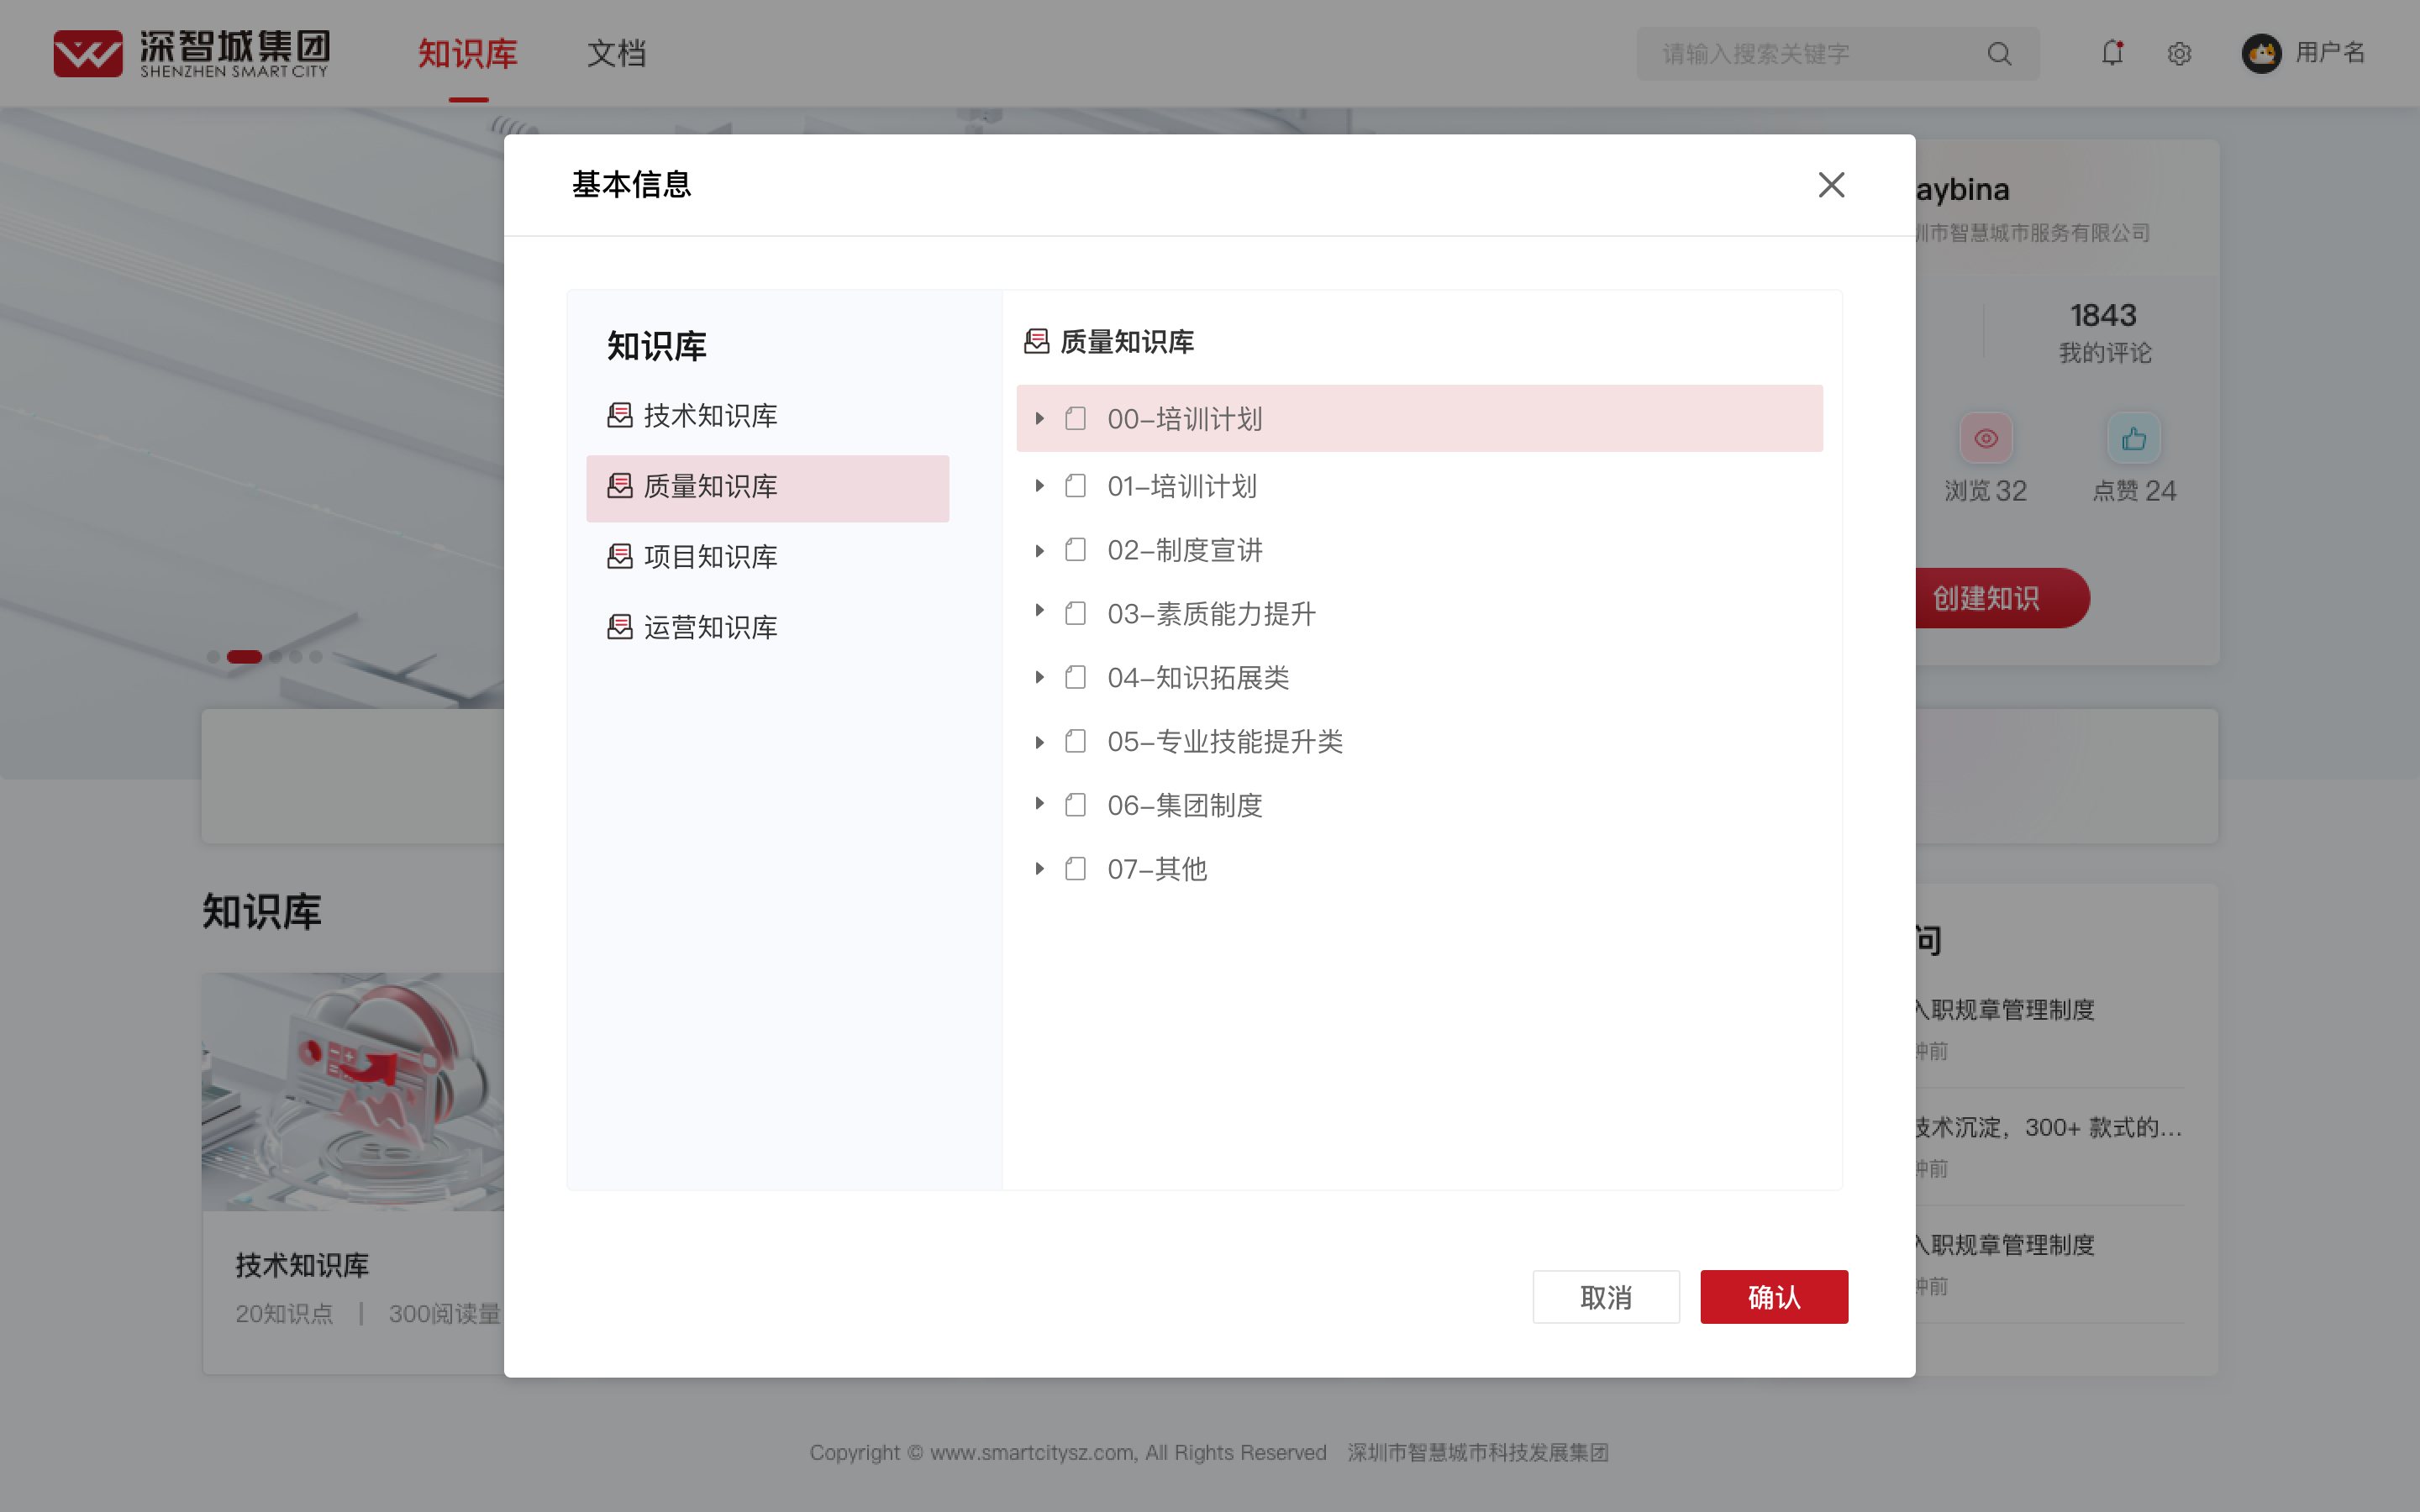 深智城集团
SHENZHEN SMART CITY
知识库
文档
请输入搜索关键字
用户名
基本信息
aybina
圳市智慧城市服务有限公司
1843
我的评论
浏览 32
点赞 24
创建知识
知识库
技术知识库
质量知识库
项目知识库
运营知识库
质量知识库
00-培训计划
01-培训计划
02-制度宣讲
03-素质能力提升
04-知识拓展类
05-专业技能提升类
06-集团制度
07-其他
取消
确认
知识库
技术知识库
20知识点 | 300阅读量
问
入职规章管理制度
钟前
技术沉淀，300+ 款式的...
钟前
入职规章管理制度
钟前
Copyright © www.smartcitysz.com, All Rights Reserved 深圳市智慧城市科技发展集团